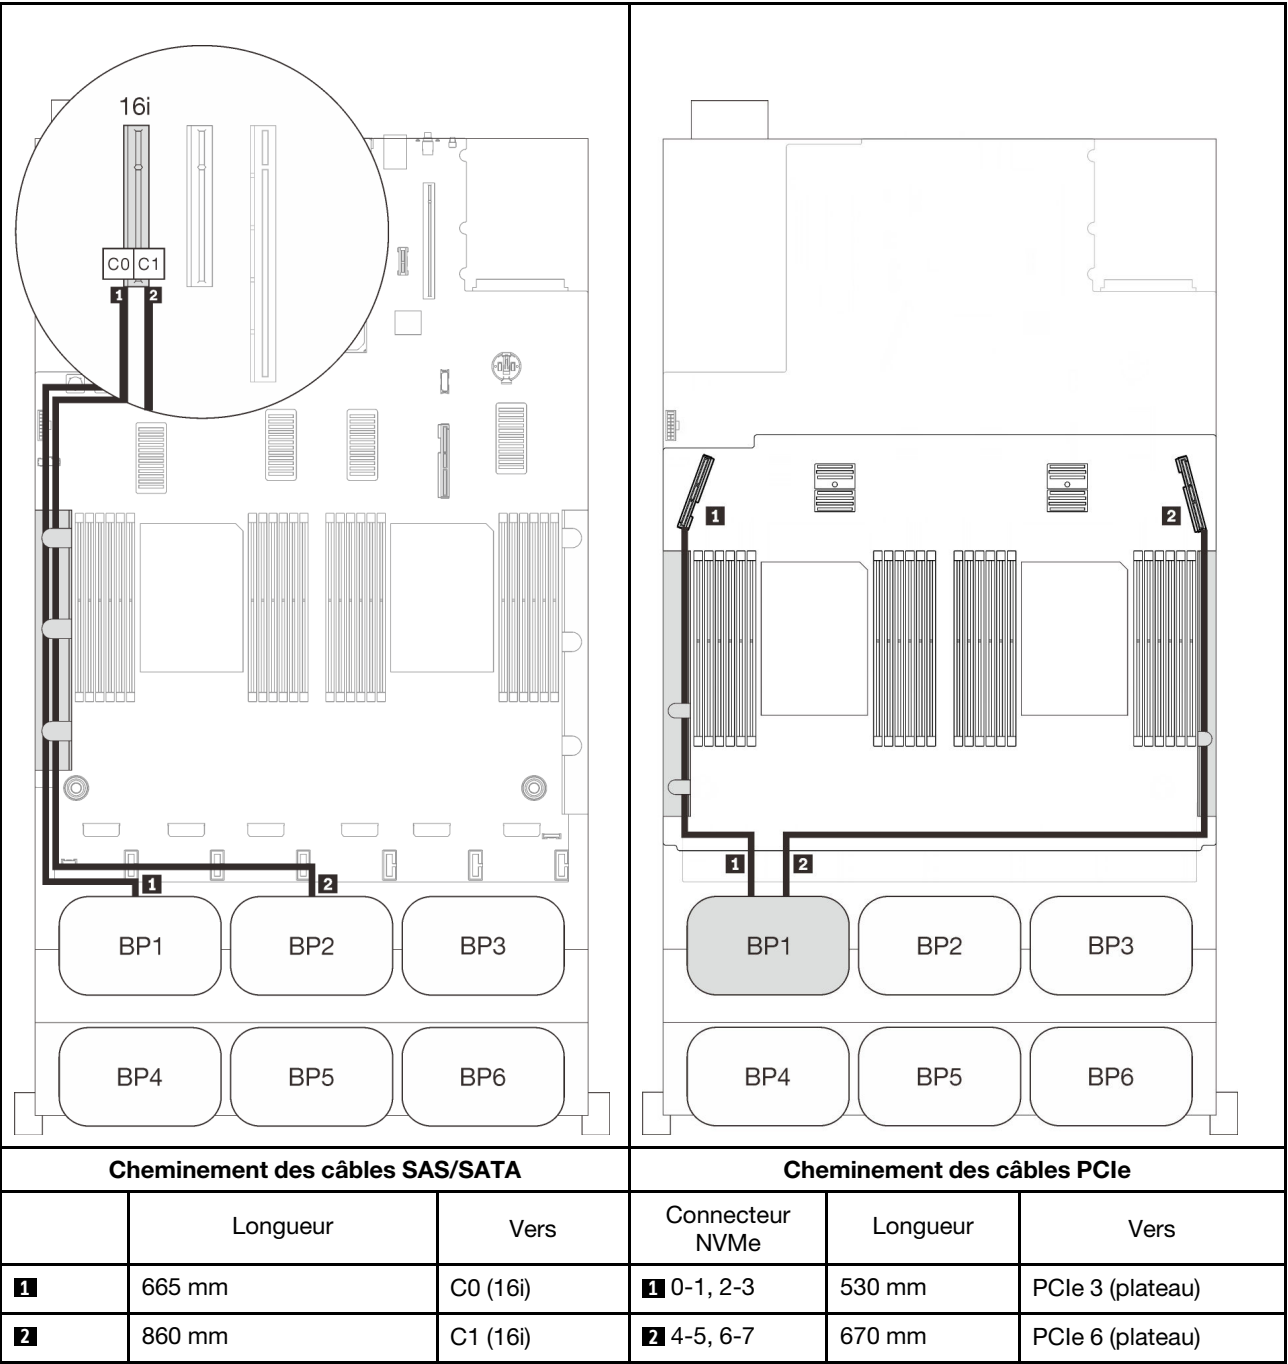 16i
C0 C1
1 2
1 2
BP1 BP2 BP3
BP4 BP5 BP6
1 2
1 2
BP1 BP2 BP3
BP4 BP5 BP6
Cheminement des câbles SAS/SATA
Cheminement des câbles PCIe
Longueur
Vers
Connecteur
NVMe
Longueur
Vers
1 665 mm C0 (16i)
1 0-1, 2-3 530 mm PCIe 3 (plateau)
2 860 mm C1 (16i)
2 4-5, 6-7 670 mm PCIe 6 (plateau)